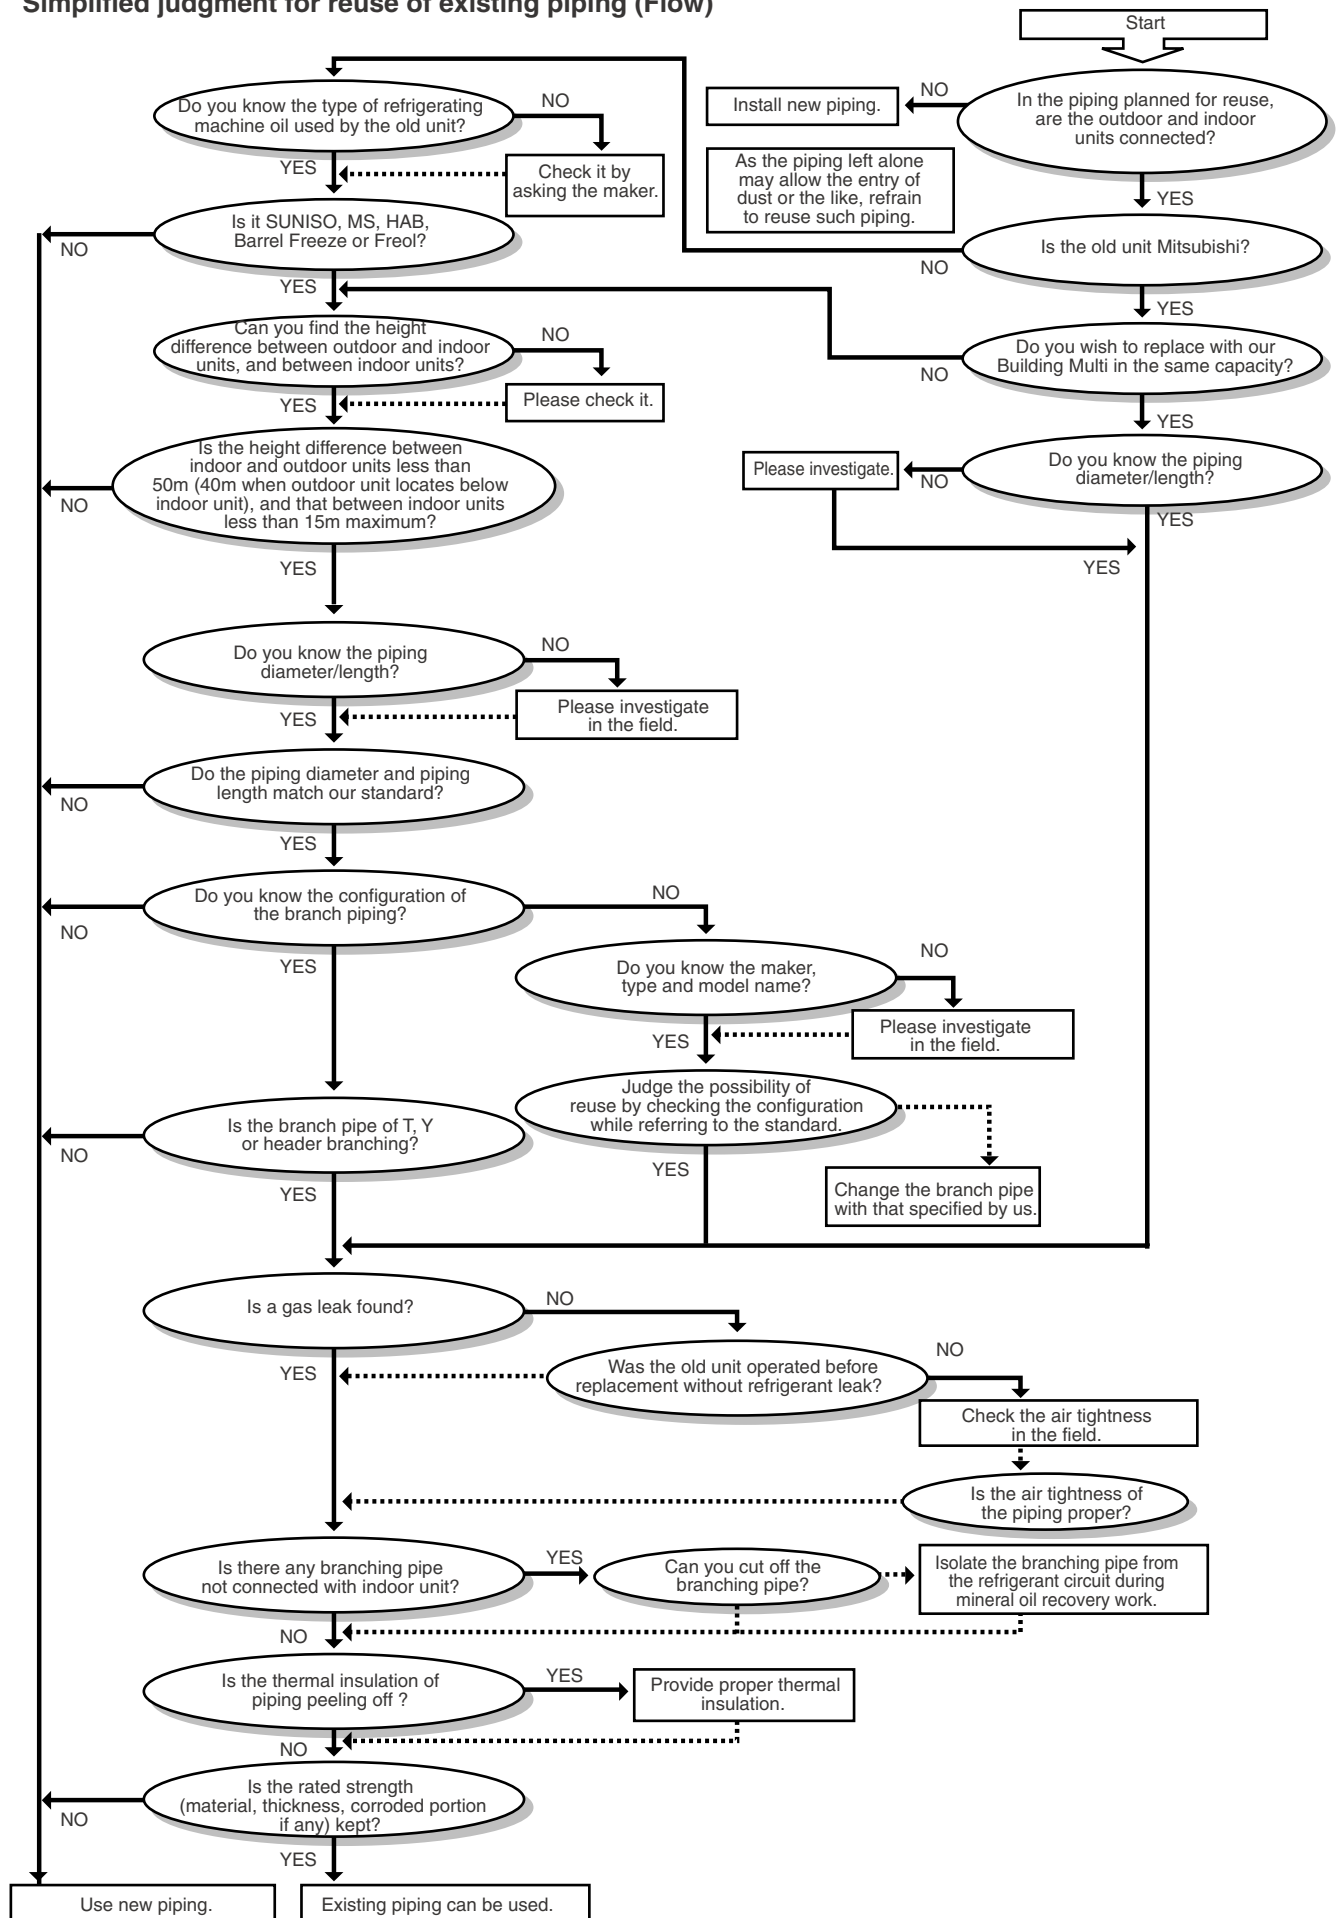 Simplified judgment for reuse of existing piping (Flow)
Start
In the piping planned for reuse,
are the outdoor and indoor
units connected?
NO
Install new piping.
As the piping left alone
may allow the entry of
dust or the like, refrain
to reuse such piping.
YES
Is the old unit Mitsubishi?
NO
YES
Do you wish to replace with our
Building Multi in the same capacity?
NO
YES
Do you know the piping
diameter/length?
NO
Please investigate.
YES
YES
Do you know the type of refrigerating
machine oil used by the old unit?
NO
Check it by
asking the maker.
YES
Is it SUNISO, MS, HAB,
Barrel Freeze or Freol?
NO
YES
Can you find the height
difference between outdoor and indoor
units, and between indoor units?
NO
Please check it.
YES
Is the height difference between
indoor and outdoor units less than
50m (40m when outdoor unit locates below
indoor unit), and that between indoor units
less than 15m maximum?
NO
YES
Do you know the piping
diameter/length?
NO
Please investigate
in the field.
YES
Do the piping diameter and piping
length match our standard?
NO
YES
Do you know the configuration of
the branch piping?
NO
NO
YES
Do you know the maker,
type and model name?
NO
Please investigate
in the field.
YES
Judge the possibility of
reuse by checking the configuration
while referring to the standard.
YES
Change the branch pipe
with that specified by us.
Is the branch pipe of T, Y
or header branching?
NO
YES
Is a gas leak found?
NO
YES
Was the old unit operated before
replacement without refrigerant leak?
NO
Check the air tightness
in the field.
Is the air tightness of
the piping proper?
Is there any branching pipe
not connected with indoor unit?
YES
Can you cut off the
branching pipe?
Isolate the branching pipe from
the refrigerant circuit during
mineral oil recovery work.
NO
Is the thermal insulation of
piping peeling off ?
YES
Provide proper thermal
insulation.
NO
Is the rated strength
(material, thickness, corroded portion
if any) kept?
NO
YES
Use new piping.
Existing piping can be used.